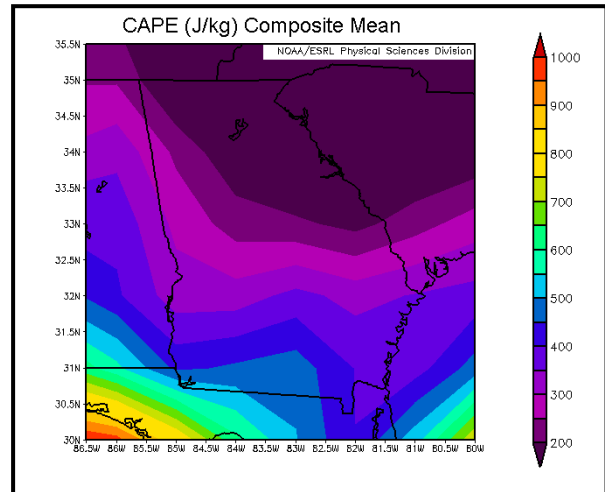 CAPE (J/kg) Composite Mean
NOAA/ESRL Physical Sciences Division
35.5N
35N
34.5N
34N
33.5N
33N
32.5N
32N
31.5N
31N
30.5N
30N
86.5W 86W 85.5W 85W 84.5W 84W 83.5W 83W 82.5W 82W 81.5W 81W 80.5W 80W
1000
900
800
700
600
500
400
300
200